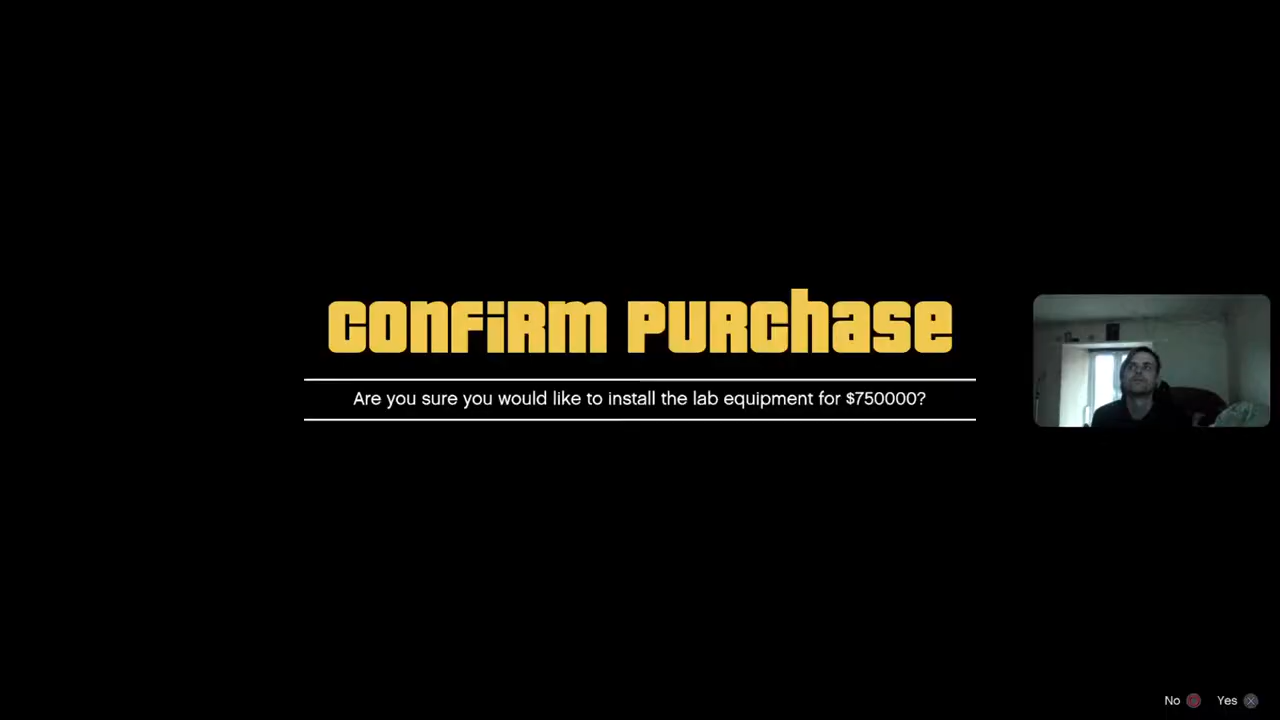 CONFIRM PURCHASE
Are you sure you would like to install the lab equipment for $750000?
No Yes